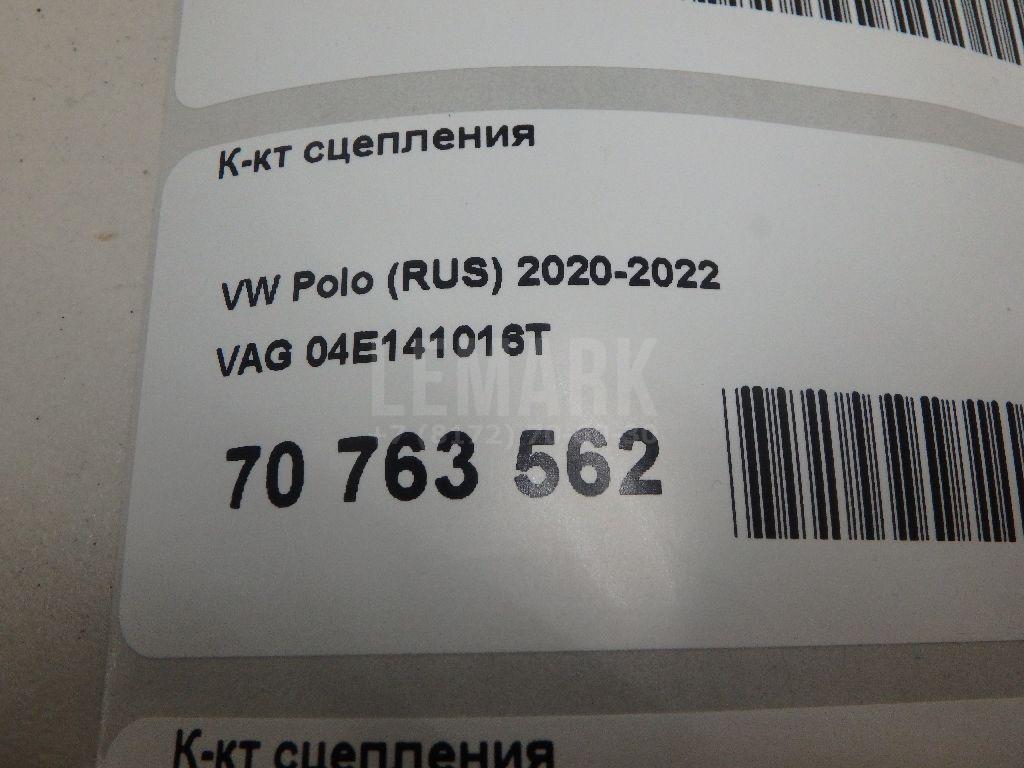 К-кт сцепления
VW Polo (RUS) 2020-2022
VAG 04E141016T
LEMARK
70 763 562
К-кт сцепления